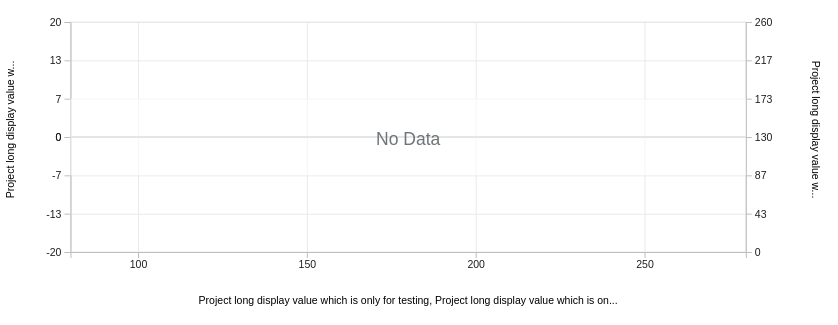 20
13
7
0
-7
-13
-20
Project long display value w...
No Data
260
217
173
130
87
43
0
Project long display value w...
100 150 200 250
Project long display value which is only for testing, Project long display value which is on...